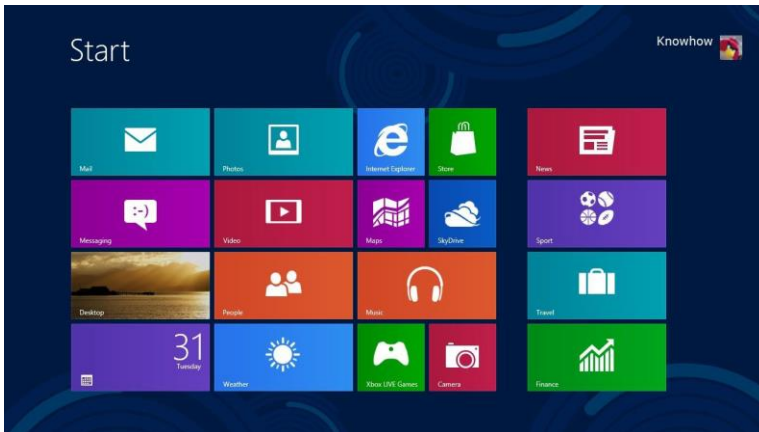 Start
Knowhow
Mail
Photos
Internet Explorer
Store
News
:-)
Messaging
Video
Maps
SkyDrive
Sport
Desktop
People
Music
Travel
31
Tuesday
Weather
Xbox LIVE Games
Camera
Finance